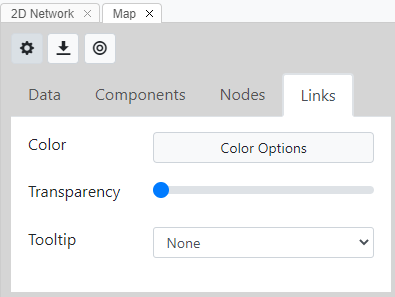 2D Network
Map
Data Components Nodes Links
Color Color Options
Transparency
Tooltip None